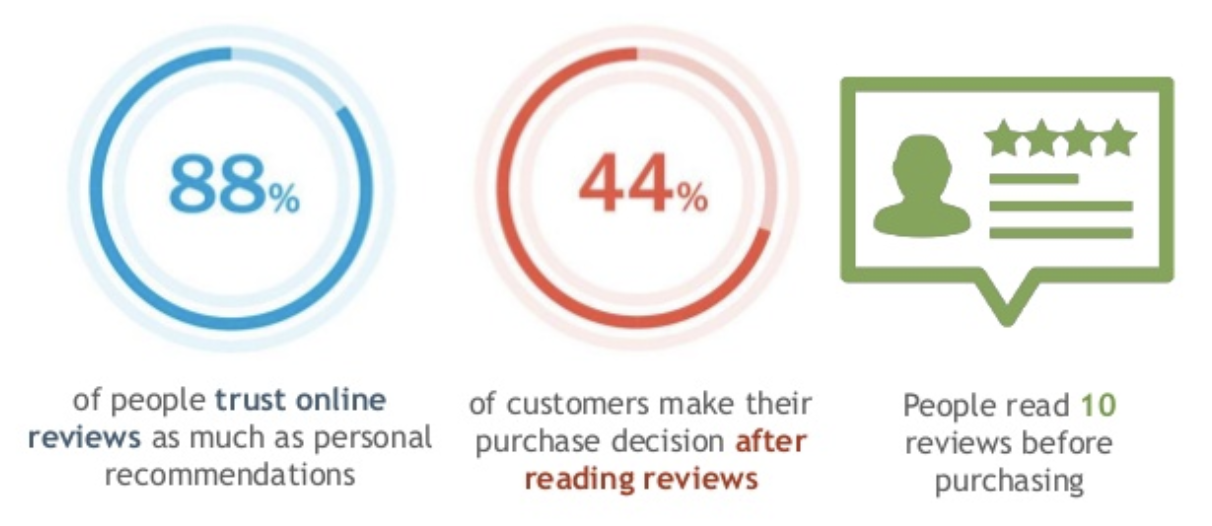 88%
of people trust online
reviews as much as personal
recommendations
44%
of customers make their
purchase decision after
reading reviews
People read 10
reviews before
purchasing